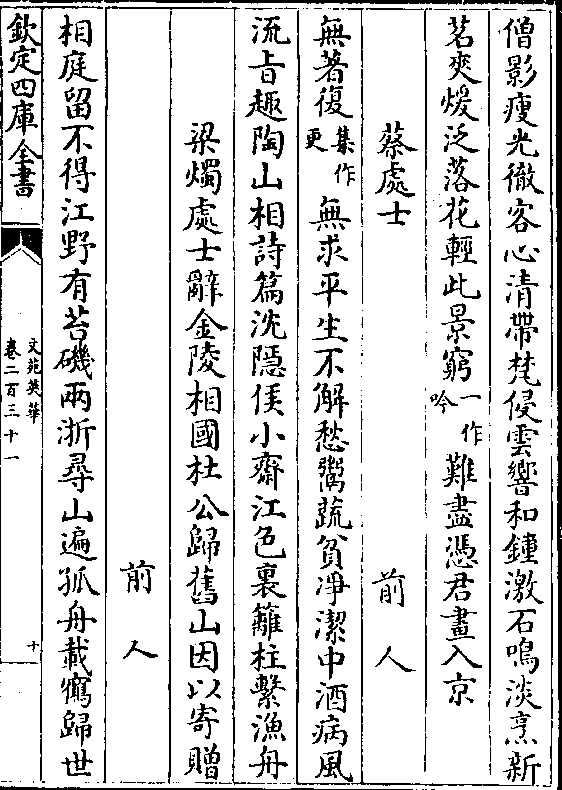 僧影瘦光徹客心清帶梵侵雲響和鐘激石鳴淡烹新
茗爽煖泛落花輕此景窮一作吟難盡憑君畫入京
蔡處士
前人
無著復集作更無求平生不解愁鬻蔬貧凈潔中酒病風
流旨趣陶山相詩篇沈隱侯小齋江色裏籬柱繫漁舟
梁燭處士辭金陵相國杜公歸舊山因以寄贈
前人
相庭留不得江野有苔磯兩浙尋山遍孤舟載鶴歸世
欽定四庫全書
文苑英華
卷二百三十一
十